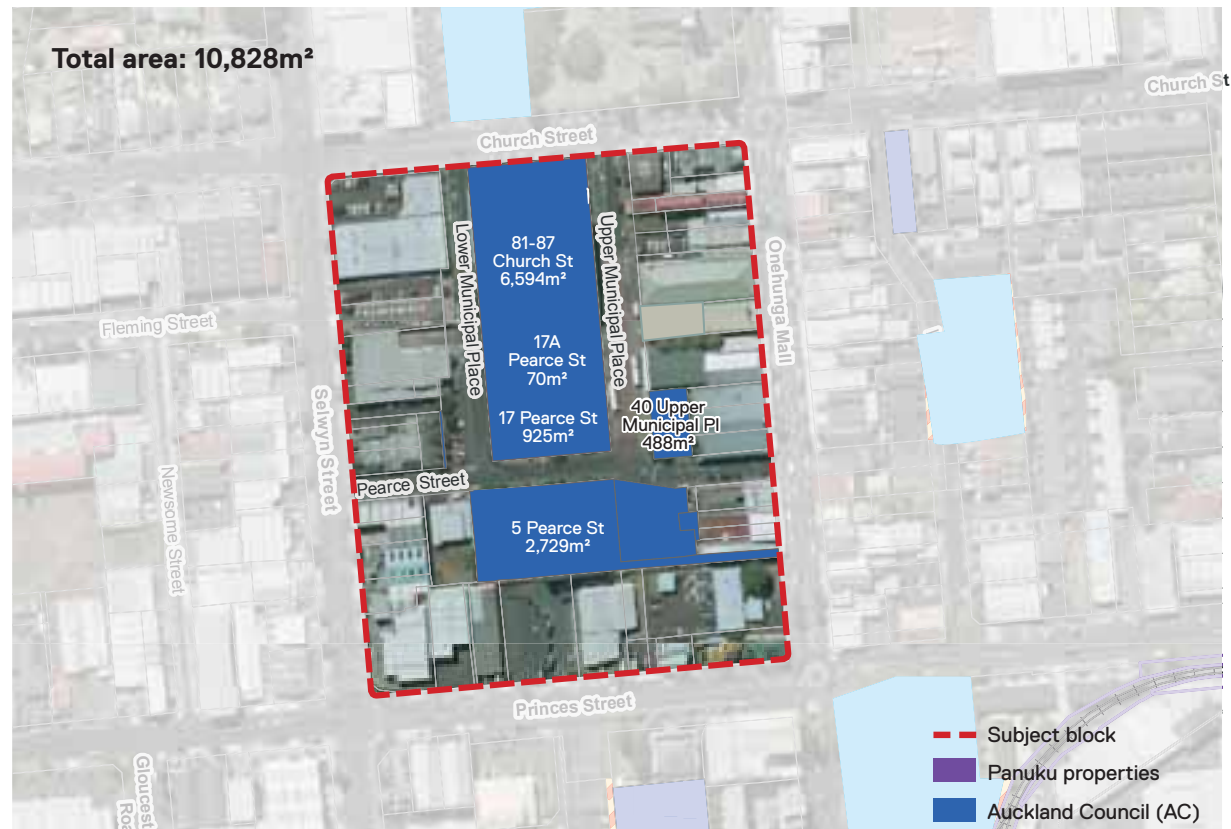 Total area: 10,828m²
Church St
Church Street
81-87
Church St
6,594m²
Lower Municipal Place
Upper Municipal Place
Onehunga Mall
Fleming Street
17A
Pearce St
70m²
17 Pearce St
925m²
40 Upper
Municipal Pl
488m²
Selwyn Street
Newsome Street
Pearce Street
5 Pearce St
2,729m²
Princes Street
Gloucest
Roa
Subject block
Panuku properties
Auckland Council (AC)